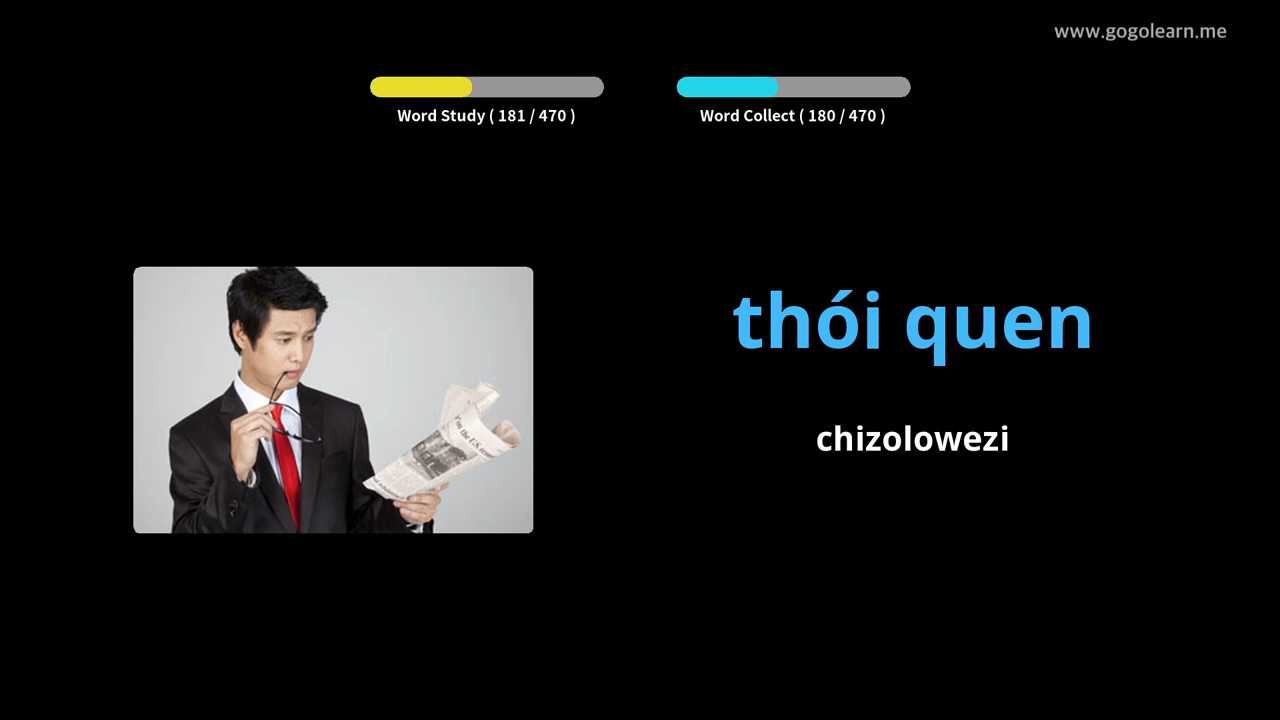 www.gogolearn.me
Word Study ( 181 / 470 )
Word Collect ( 180 / 470 )
thói quen
chizolowezi